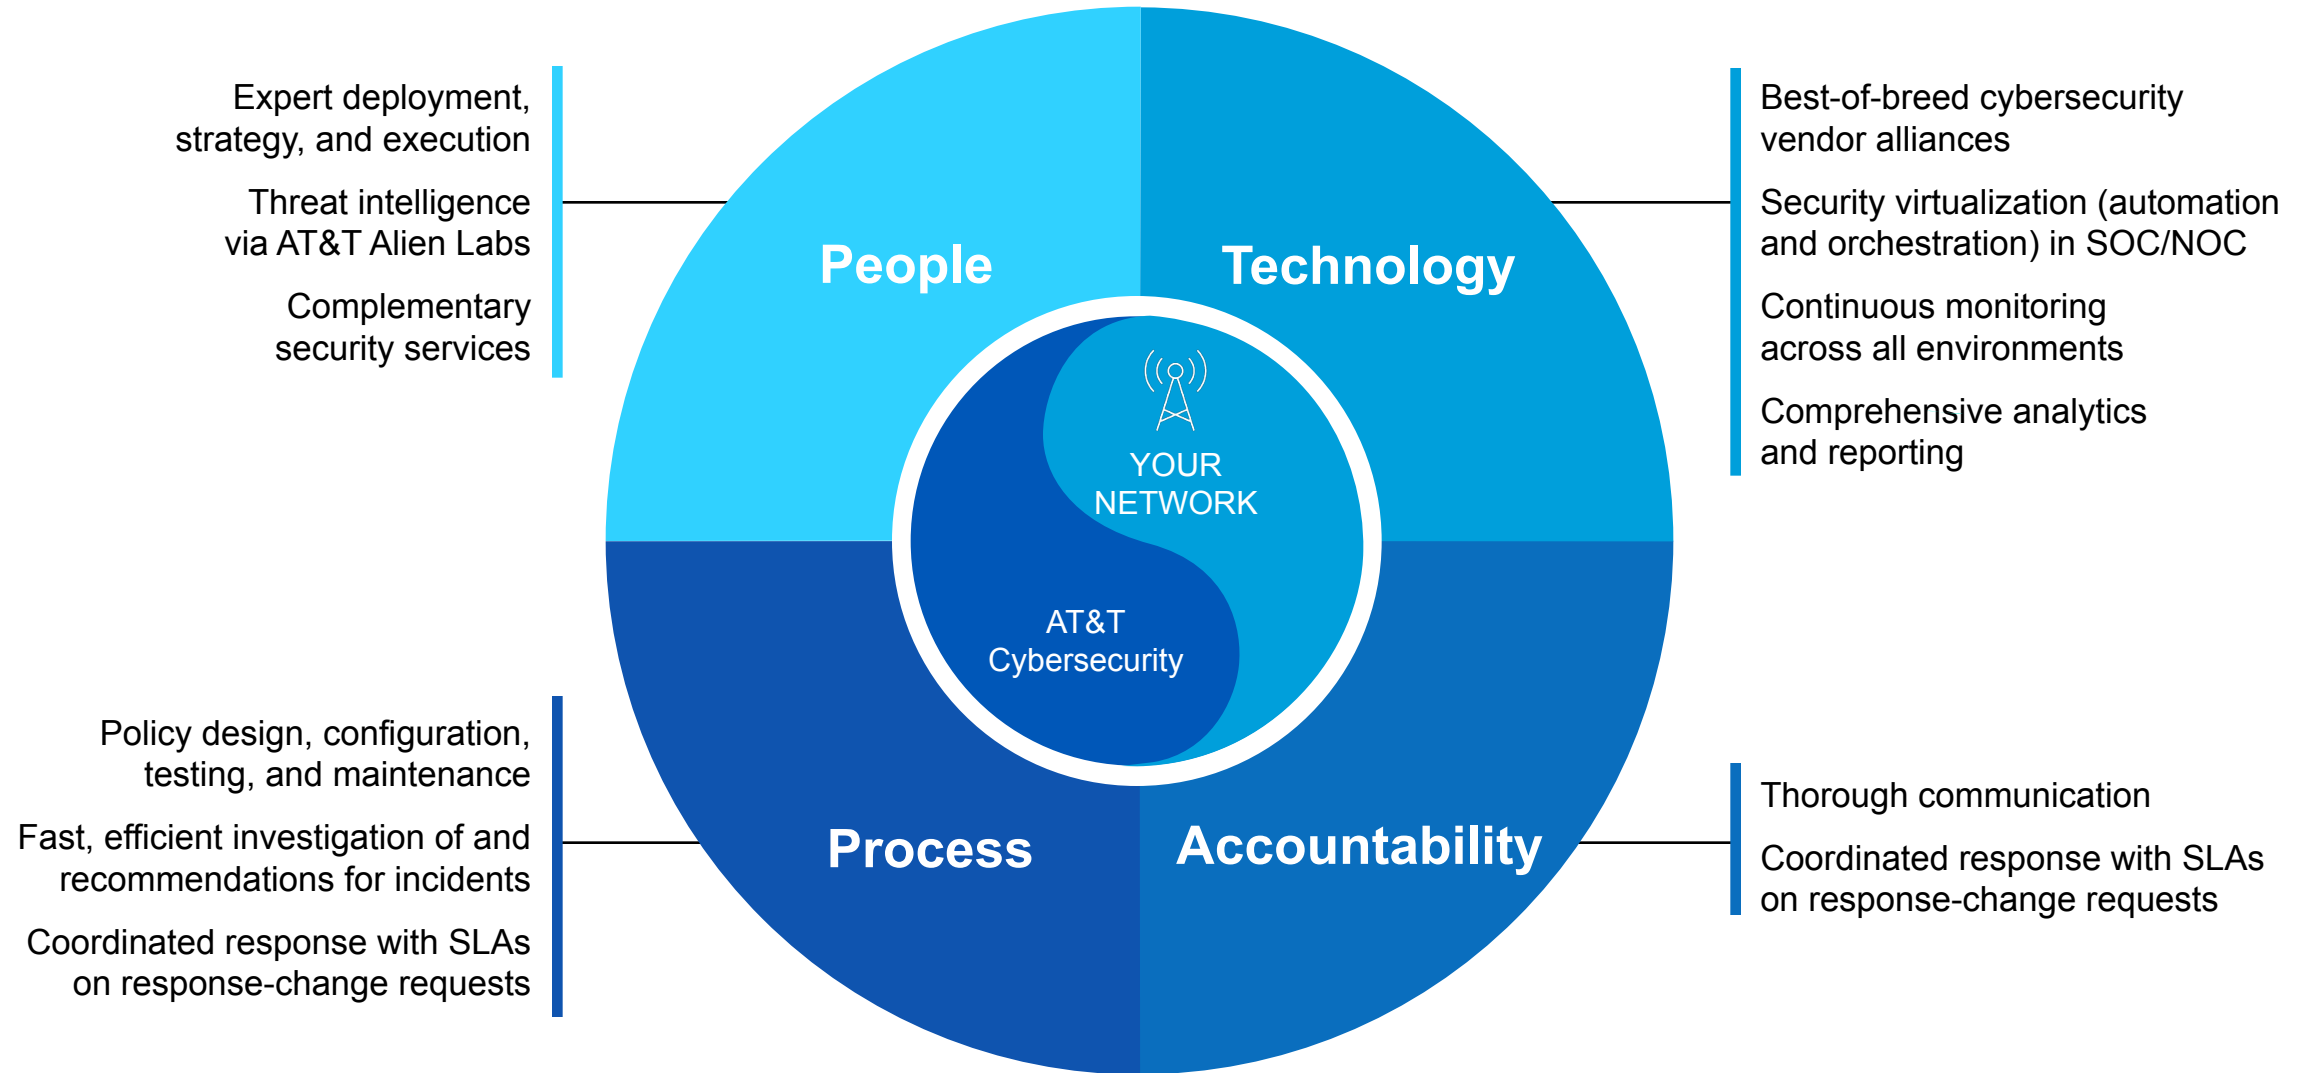 Expert deployment,
strategy, and execution
Threat intelligence
via AT&T Alien Labs
Complementary
security services
People
Technology
Best-of-breed cybersecurity
vendor alliances
Security virtualization (automation
and orchestration) in SOC/NOC
Continuous monitoring
across all environments
Comprehensive analytics
and reporting
YOUR
NETWORK
AT&T
Cybersecurity
Policy design, configuration,
testing, and maintenance
Fast, efficient investigation of and
recommendations for incidents
Coordinated response with SLAs
on response-change requests
Process
Accountability
Thorough communication
Coordinated response with SLAs
on response-change requests